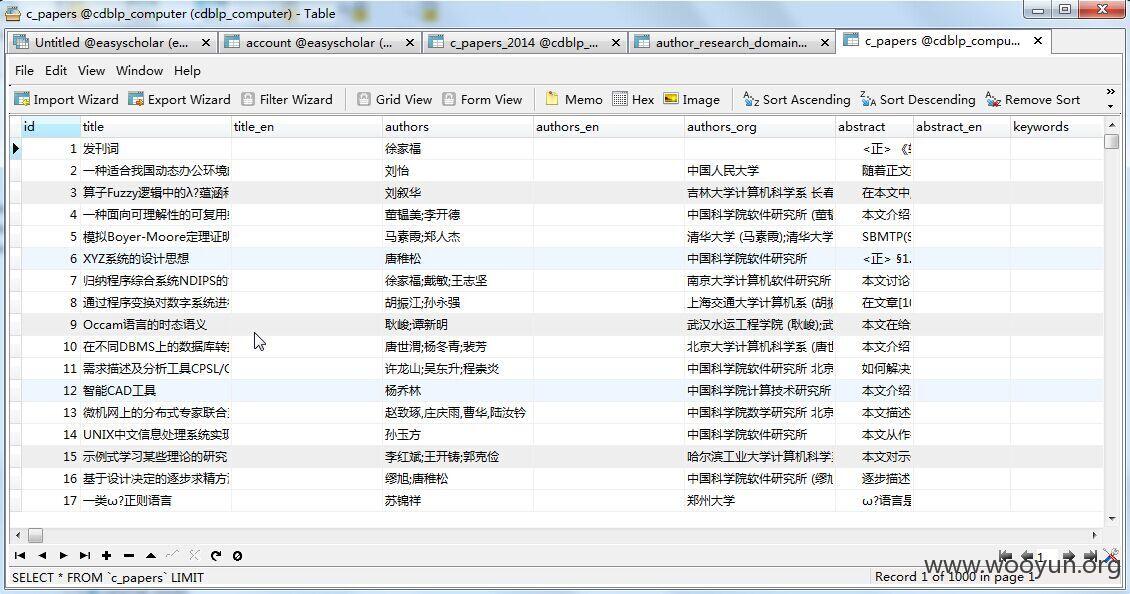 c_papers @cdblp_computer (cdblp_computer) - Table
Untitled @easyscholar (e... account @easyscholar (... c_papers_2014 @cdblp_... author_research_domain... c_papers @cdblp_compu...
File Edit View Window Help
Import Wizard Export Wizard Filter Wizard Grid View Form View Memo Hex Image Sort Ascending Sort Descending Remove Sort
id title title_en authors authors_en authors_org abstract abstract_en keywords
1 发刊词 徐家福 <正> 《
2 一种适合我国动态办公环境 刘怡 中国人民大学 随着正文
3 算子Fuzzy逻辑中的λ?蕴涵和 刘叙华 吉林大学计算机科学系 长春 在本文中
4 一种面向可理解性的可复用 董韫美;李开德 中国科学院软件研究所 (董韫 本文介绍
5 模拟Boyer-Moore定理证明 马素霞;郑人杰 清华大学 (马素霞);清华大学 SBMTP(S
6 XYZ系统的设计思想 唐稚松 中国科学院软件研究所 <正> §1.
7 归纳程序综合系统NDIPS的 徐家福;戴敏;王志坚 南京大学计算机软件研究所 本文讨论
8 通过程序变换对数字系统进行 胡振江;孙永强 上海交通大学计算机系 (胡振 在文章[10
9 Occam语言的时态语义 耿峻;谭新明 武汉水运工程学院 (耿峻);武 本文在给
10 在不同DBMS上的数据库转换 唐世渭;杨冬青;裴芳 北京大学计算机科学系 (唐世 本文介绍
11 需求描述及分析工具CPSL/C 许龙山;吴东升;程崇炎 中国科学院软件研究所 北京 如何解决
12 智能CAD工具 杨乔林 中国科学院计算技术研究所 本文介绍
13 微机网上的分布式专家联合 赵致琢,庄庆雨,曹华,陆汝钤 中国科学院数学研究所 北京 本文描述
14 UNIX中文信息处理系统实现 孙玉方 中国科学院软件研究所 本文从作
15 示例式学习某些理论的研究 李红斌;王开铸;郭克俭 哈尔滨工业大学计算机科学 本文对示
16 基于设计决定的逐步求精方 缪旭;唐稚松 中国科学院软件研究所 (缪旭 逐步描述
17 一类ω?正则语言 苏锦祥 郑州大学 ω?语言是
1
SELECT * FROM `c_papers` LIMIT Record 1 of 1000 in page 1
www.wooyun.org